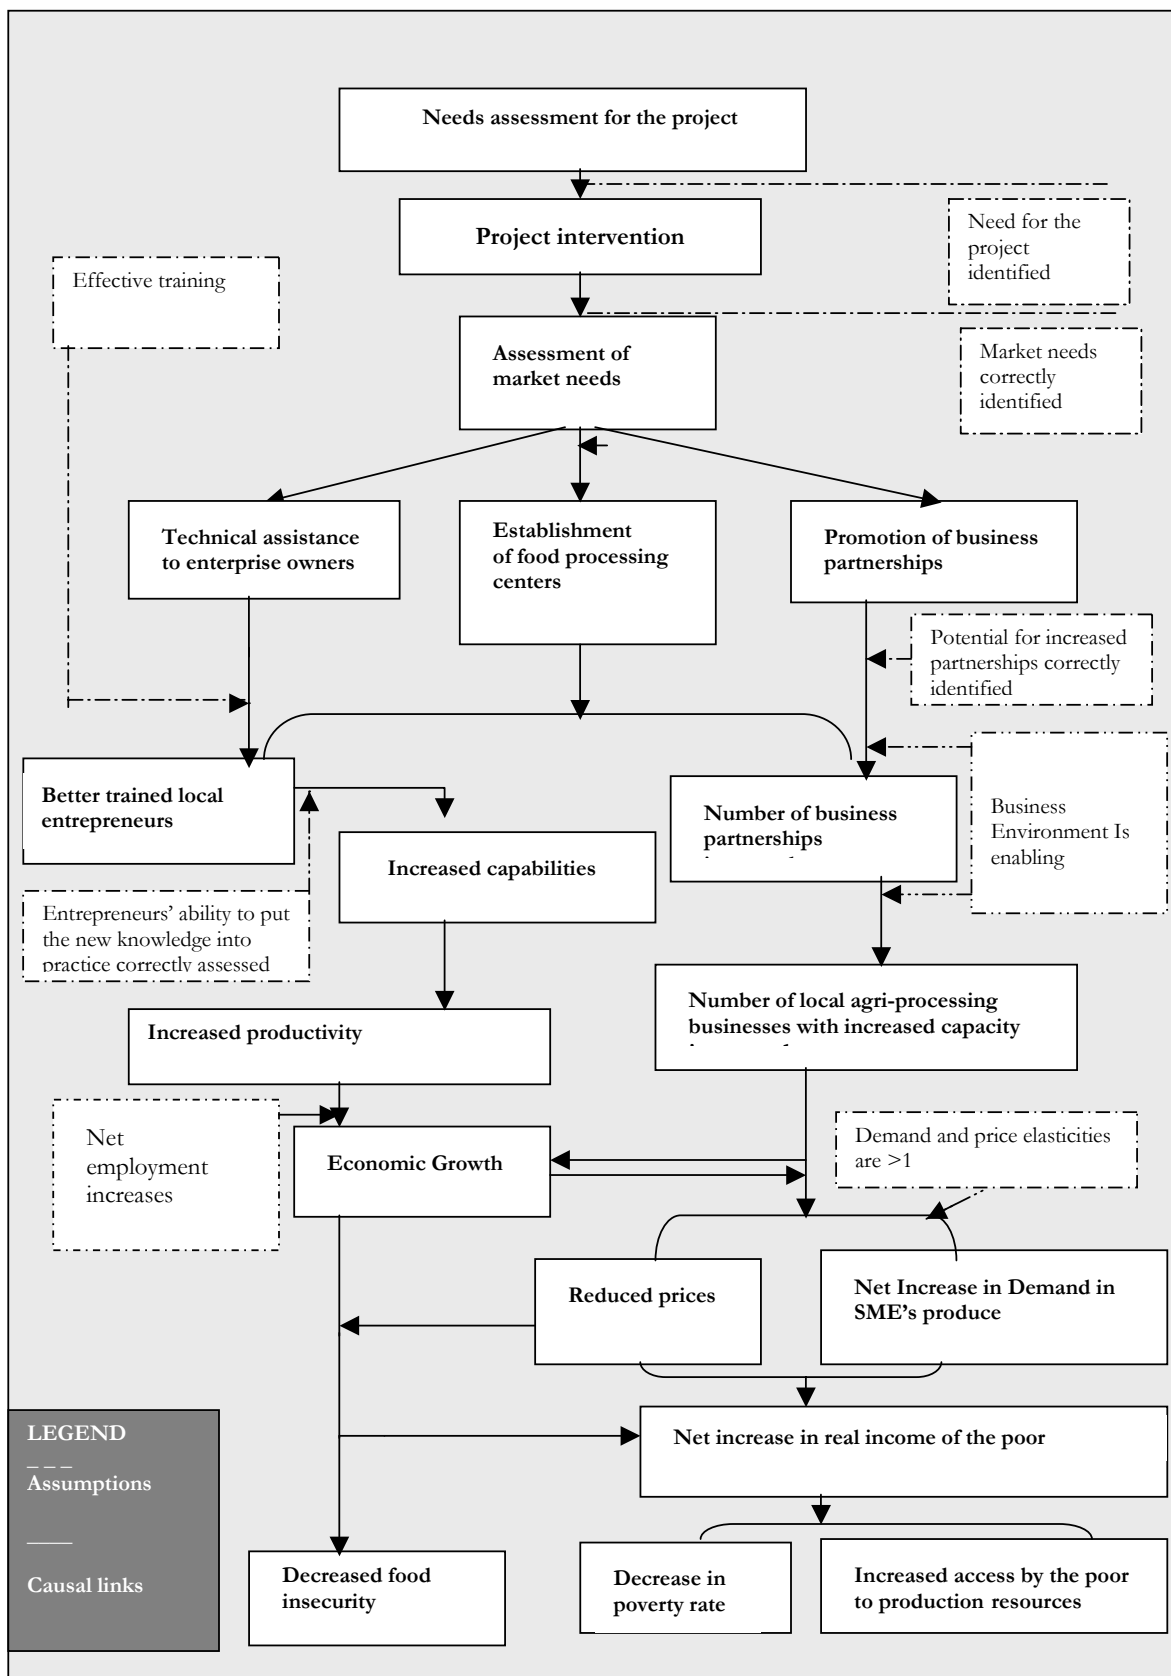 Needs assessment for the project
Project intervention
Need for the
project
identified
Effective training
Assessment of
market needs
Market needs
correctly
identified
Technical assistance
to enterprise owners
Establishment
of food processing
centers
Promotion of business
partnerships
Potential for increased
partnerships correctly
identified
Better trained local
entrepreneurs
Number of business
partnerships
Business
Environment Is
enabling
Increased capabilities
Entrepreneurs’ ability to put
the new knowledge into
practice correctly assessed
Number of local agri-processing
businesses with increased capacity
Increased productivity
Net
employment
increases
Economic Growth
Demand and price elasticities
are >1
Reduced prices
Net Increase in Demand in
SME’s produce
LEGEND
_ _ _
Assumptions
____
Causal links
Net increase in real income of the poor
Decreased food
insecurity
Decrease in
poverty rate
Increased access by the poor
to production resources